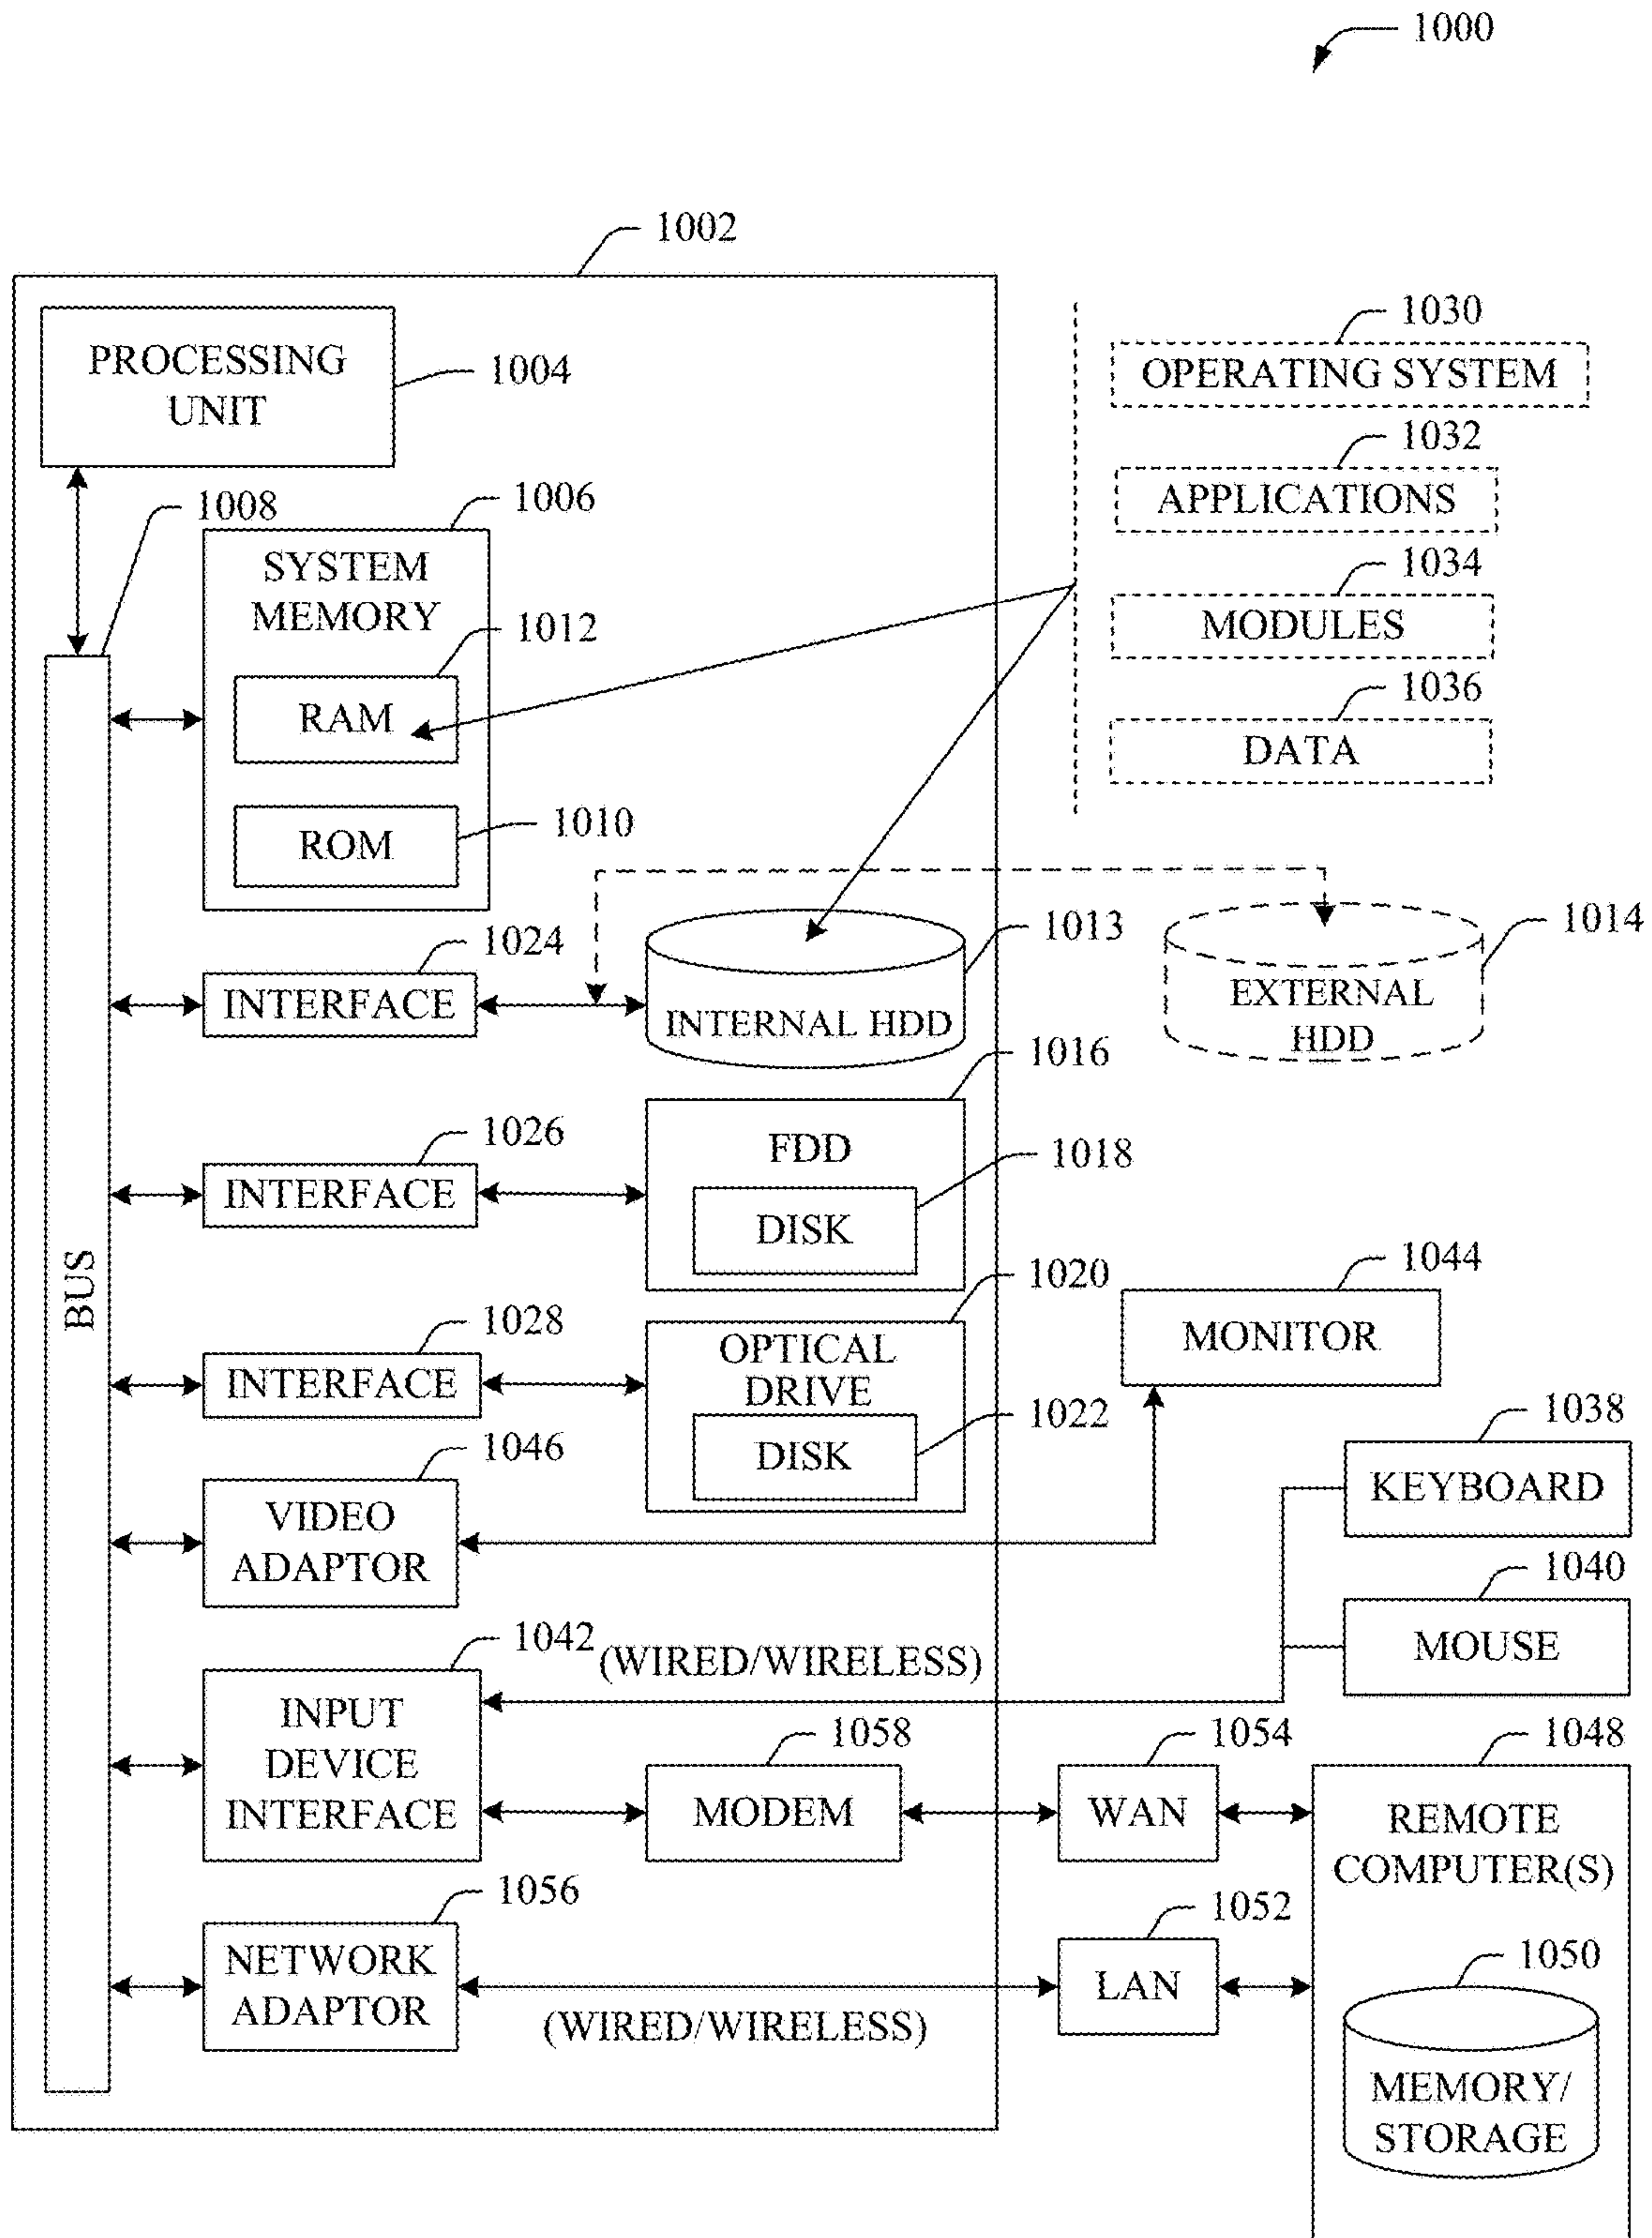 1000
1002
PROCESSING
UNIT
1004
1030
OPERATING SYSTEM
1032
APPLICATIONS
1034
MODULES
1036
DATA
1008
1006
SYSTEM
MEMORY
1012
RAM
1010
ROM
1024
INTERFACE
1013
INTERNAL HDD
1014
EXTERNAL
HDD
1016
FDD
1018
DISK
1026
INTERFACE
BUS
1020
OPTICAL
DRIVE
1022
DISK
1028
INTERFACE
1044
MONITOR
1046
VIDEO
ADAPTOR
1038
KEYBOARD
1040
MOUSE
1042
(WIRED/WIRELESS)
INPUT
DEVICE
INTERFACE
1058
MODEM
1054
WAN
1048
REMOTE
COMPUTER(S)
1056
NETWORK
ADAPTOR
(WIRED/WIRELESS)
1052
LAN
1050
MEMORY/
STORAGE